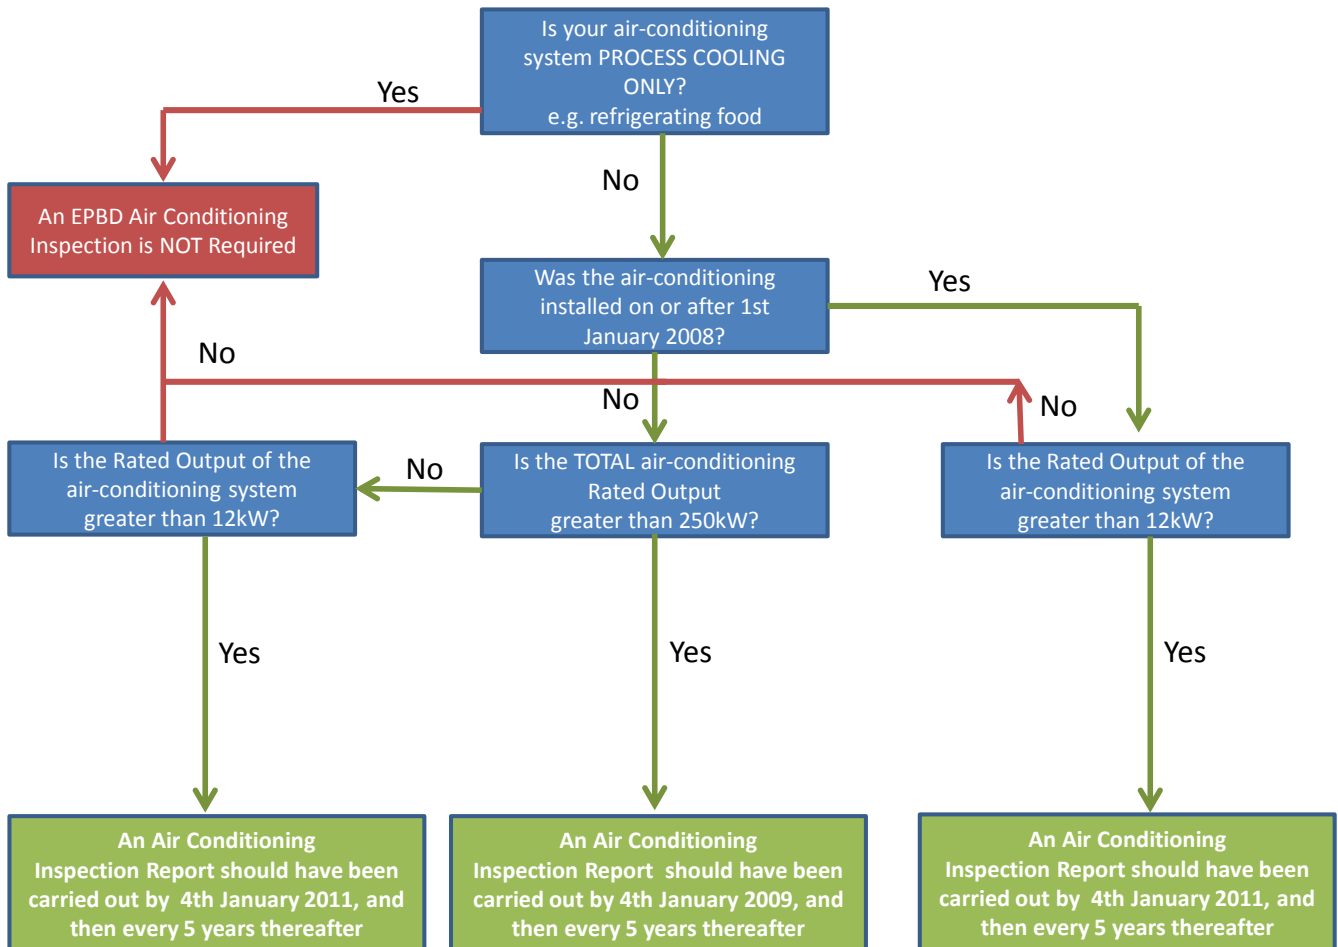 Is your air-conditioning
system PROCESS COOLING
ONLY?
e.g. refrigerating food
Yes
No
An EPBD Air Conditioning
Inspection is NOT Required
Was the air-conditioning
installed on or after 1st
January 2008?
Yes
No
No
No
Is the Rated Output of the
air-conditioning system
greater than 12kW?
No
Is the TOTAL air-conditioning
Rated Output
greater than 250kW?
Is the Rated Output of the
air-conditioning system
greater than 12kW?
Yes
Yes
Yes
An Air Conditioning
Inspection Report should have been
carried out by 4th January 2011, and
then every 5 years thereafter
An Air Conditioning
Inspection Report should have been
carried out by 4th January 2009, and
then every 5 years thereafter
An Air Conditioning
Inspection Report should have been
carried out by 4th January 2011, and
then every 5 years thereafter